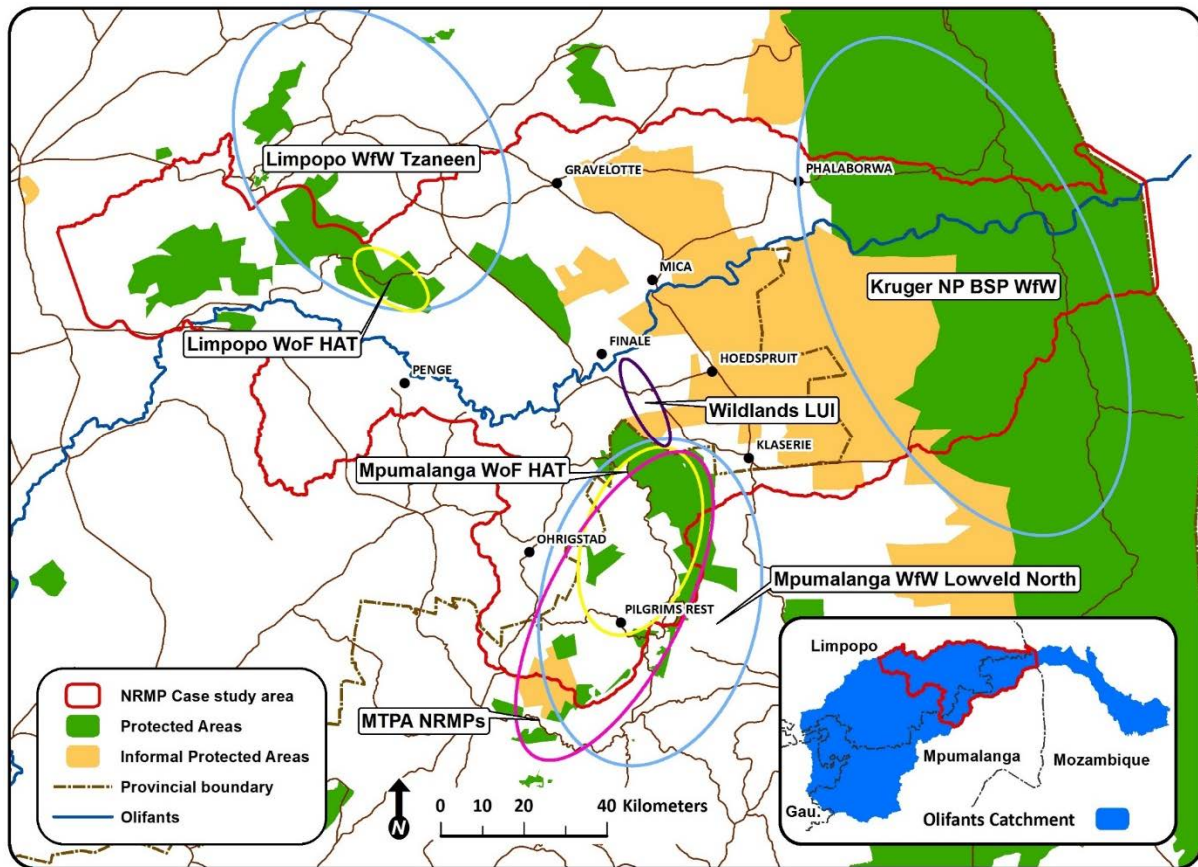 Limpopo WfW Tzaneen
GRAVELOTTE
PHALABORWA
MICA
Kruger NP BSP WfW
Limpopo WoF HAT
FINALE
PENGE
HOEDSPRUIT
Wildlands LUI
KLASERIE
Mpumalanga WoF HAT
OHRIGSTAD
Mpumalanga WfW Lowveld North
PILGRIMS REST
MTPA NRMPs
NRMP Case study area
Protected Areas
Informal Protected Areas
Provincial boundary
Olifants
N
0 10 20 40 Kilometers
Limpopo
Mpumalanga
Mozambique
Gau.
Olifants Catchment